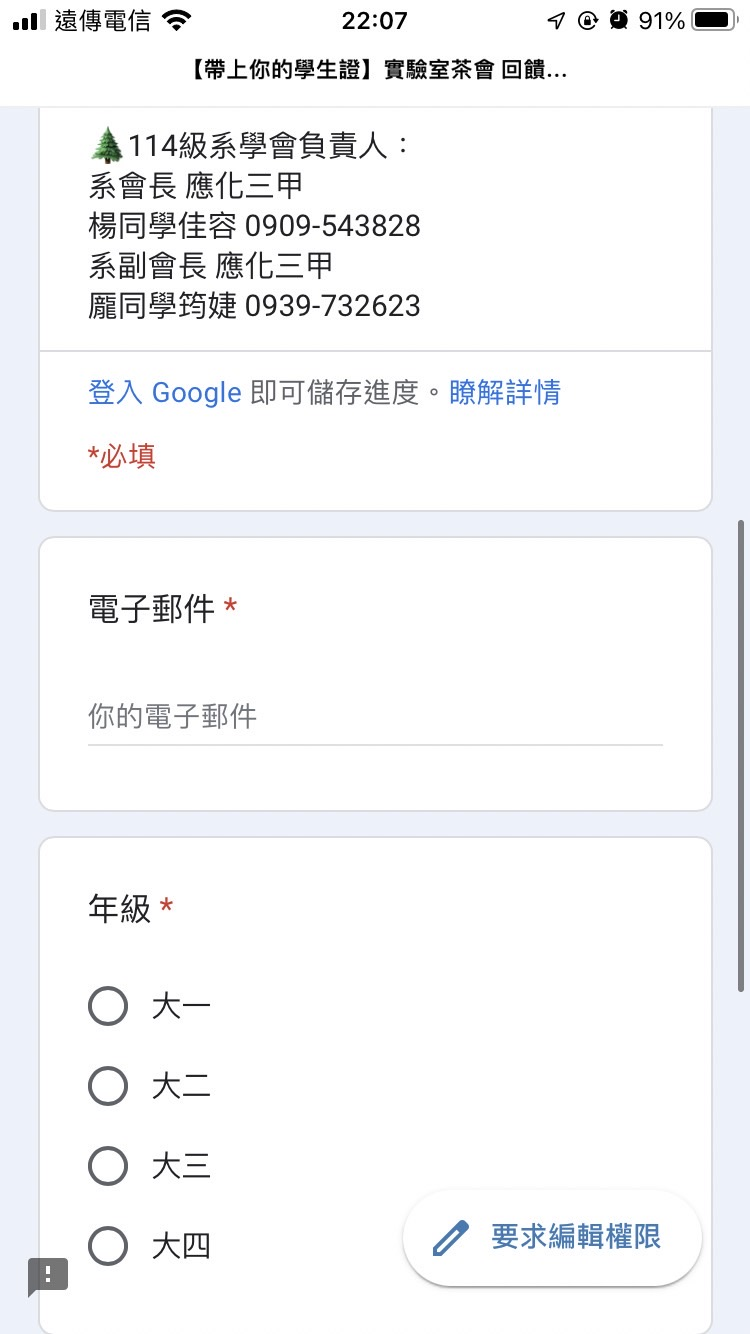 遠傳電信 22:07 91%
【帶上你的學生證】實驗室茶會 回饋...
🌲114級系學會負責人：
系會長 應化三甲
楊同學佳容 0909-543828
系副會長 應化三甲
龐同學筠婕 0939-732623
登入 Google 即可儲存進度。瞭解詳情
*必填
電子郵件 *
你的電子郵件
年級 *
大一
大二
大三
大四
要求編輯權限